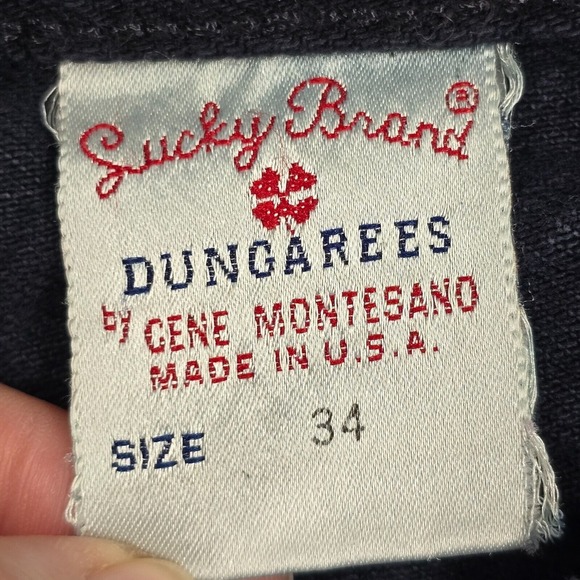 Lucky Brand®
DUNGAREES
by GENE MONTESANO
MADE IN U.S.A.
SIZE 34